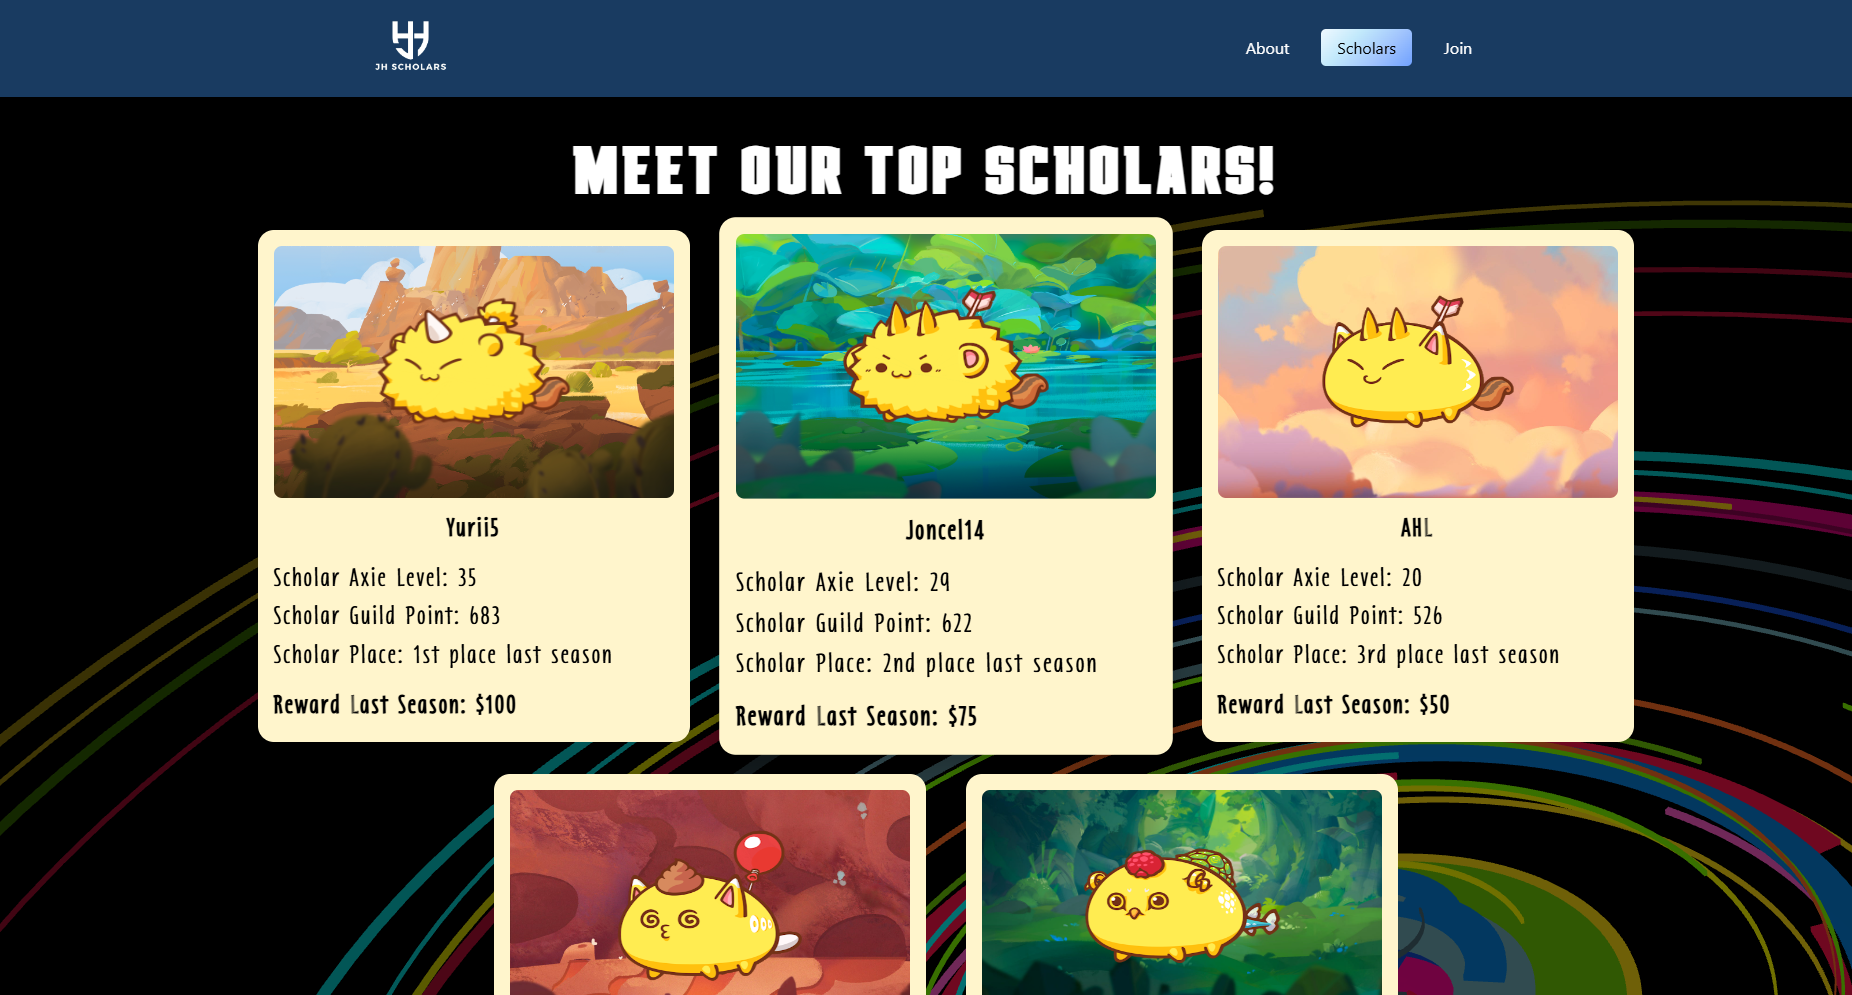 JH SCHOLARS
About
Scholars
Join
MEET OUR TOP SCHOLARS!
Yurii5
Scholar Axie Level: 35
Scholar Guild Point: 683
Scholar Place: 1st place last season
Reward Last Season: $100
Joncel14
Scholar Axie Level: 29
Scholar Guild Point: 622
Scholar Place: 2nd place last season
Reward Last Season: $75
AHL
Scholar Axie Level: 20
Scholar Guild Point: 526
Scholar Place: 3rd place last season
Reward Last Season: $50